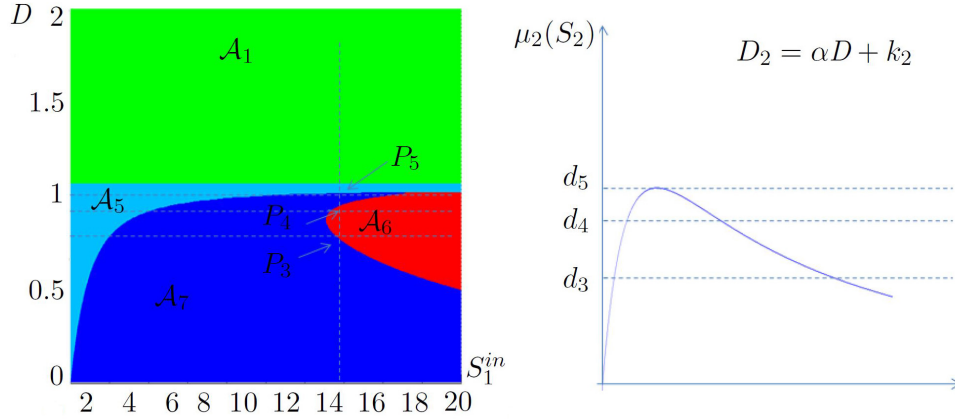 D 2
𝒜₁
1.5
P₅
1
𝒜₅
P₄
𝒜₆
P₃
0.5
𝒜₇
0
S₁ⁱⁿ
2 4 6 8 10 12 14 16 18 20
μ₂(S₂)
D₂ = αD + k₂
d₅
d₄
d₃